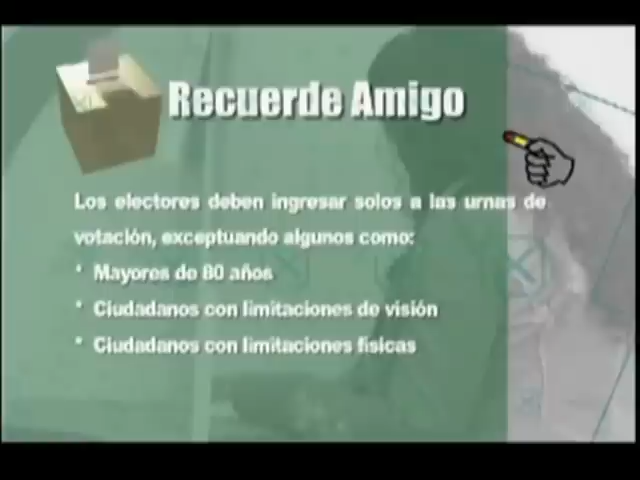 Recuerde Amigo
Los electores deben ingresar solos a las urnas de
votación, exceptuando algunos como:
* Mayores de 80 años
* Ciudadanos con limitaciones de visión
* Ciudadanos con limitaciones físicas